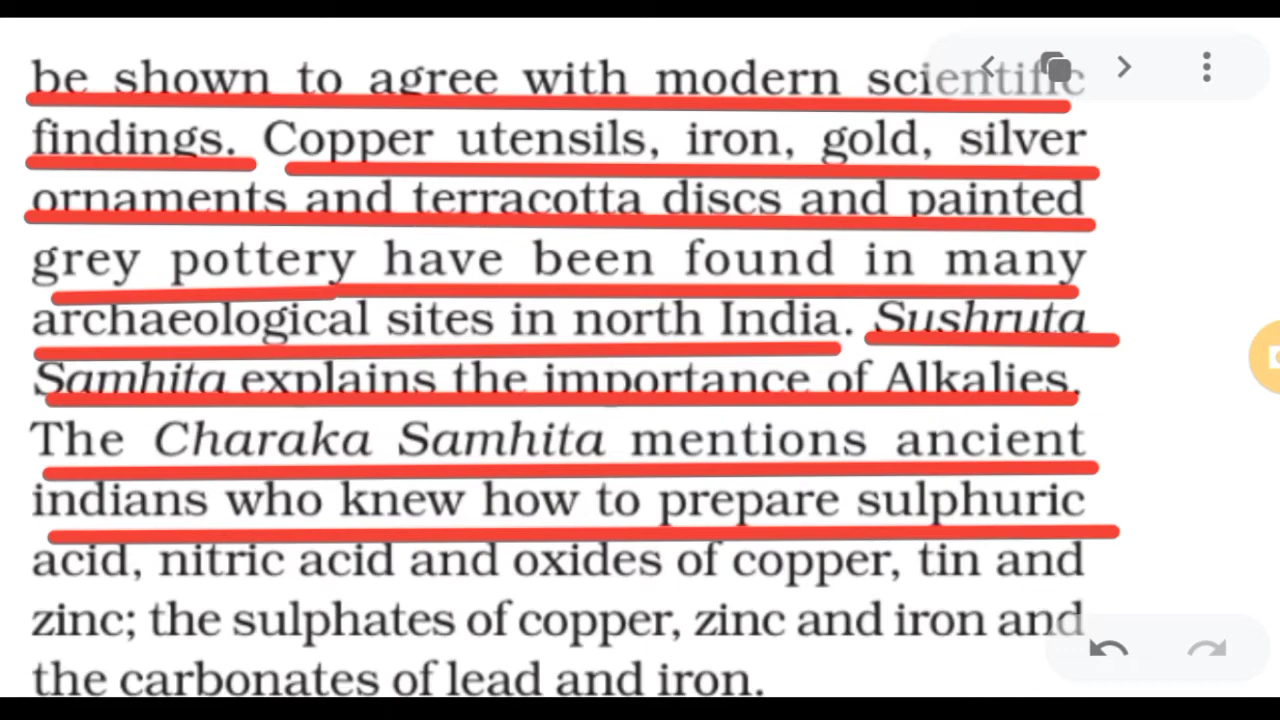 be shown to agree with modern scientific
findings. Copper utensils, iron, gold, silver
ornaments and terracotta discs and painted
grey pottery have been found in many
archaeological sites in north India. Sushruta
Samhita explains the importance of Alkalies.
The Charaka Samhita mentions ancient
indians who knew how to prepare sulphuric
acid, nitric acid and oxides of copper, tin and
zinc; the sulphates of copper, zinc and iron and
the carbonates of lead and iron.